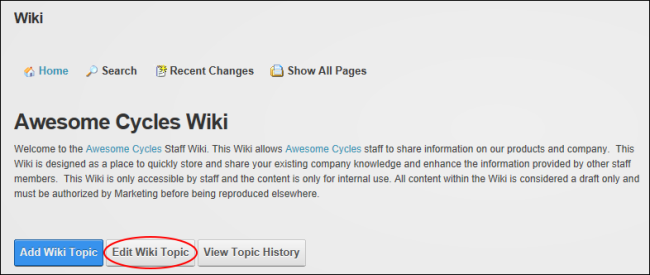 Wiki
Home Search Recent Changes Show All Pages
Awesome Cycles Wiki
Welcome to the Awesome Cycles Staff Wiki. This Wiki allows Awesome Cycles staff to share information on our products and company. This
Wiki is designed as a place to quickly store and share your existing company knowledge and enhance the information provided by other staff
members. This Wiki is only accessible by staff and the content is only for internal use. All content within the Wiki is considered a draft only and
must be authorized by Marketing before being reproduced elsewhere.
Add Wiki Topic Edit Wiki Topic View Topic History